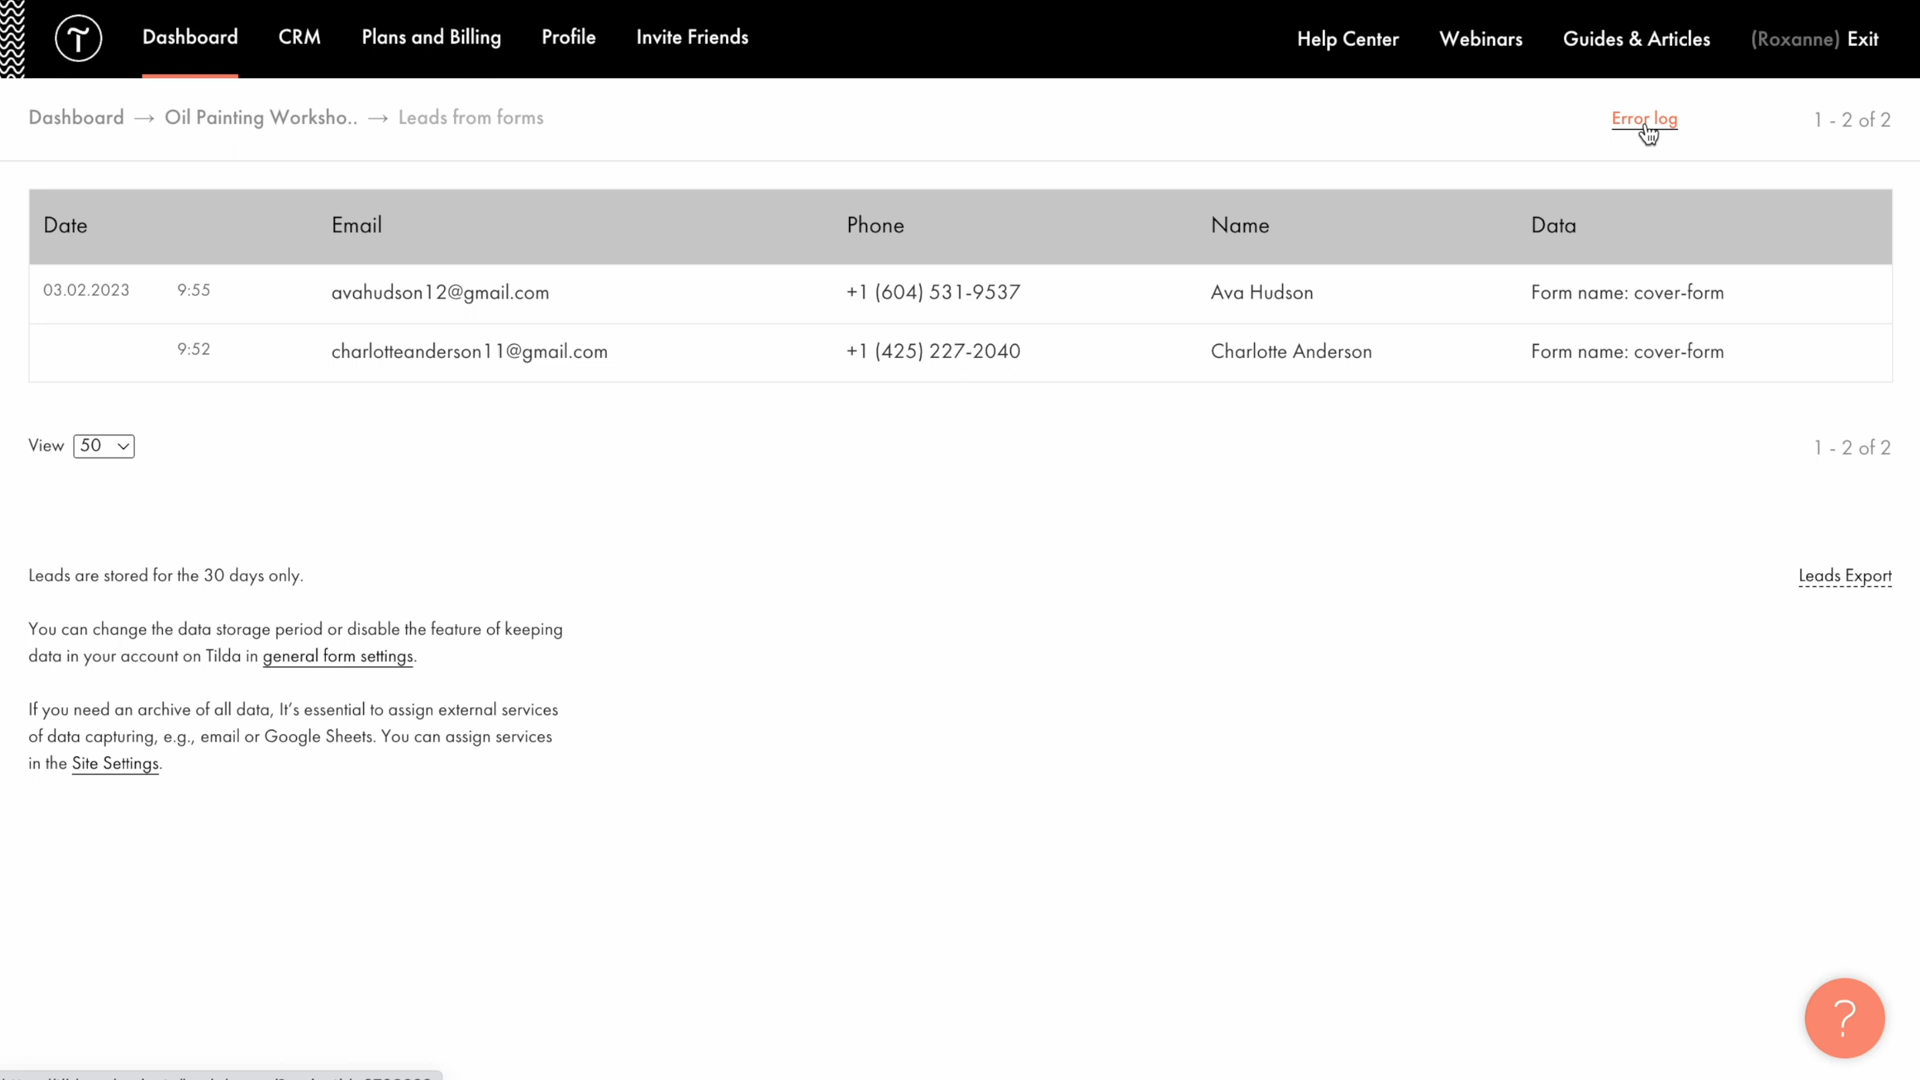 Dashboard CRM Plans and Billing Profile Invite Friends Help Center Webinars Guides & Articles (Roxanne) Exit
Dashboard → Oil Painting Worksho.. → Leads from forms Error log 1 - 2 of 2
Date Email Phone Name Data
03.02.2023 9:55 avahudson12@gmail.com +1 (604) 531-9537 Ava Hudson Form name: cover-form
9:52 charlotteanderson11@gmail.com +1 (425) 227-2040 Charlotte Anderson Form name: cover-form
View 50 1 - 2 of 2
Leads are stored for the 30 days only. Leads Export
You can change the data storage period or disable the feature of keeping
data in your account on Tilda in general form settings.
If you need an archive of all data, It's essential to assign external services
of data capturing, e.g., email or Google Sheets. You can assign services
in the Site Settings.
?